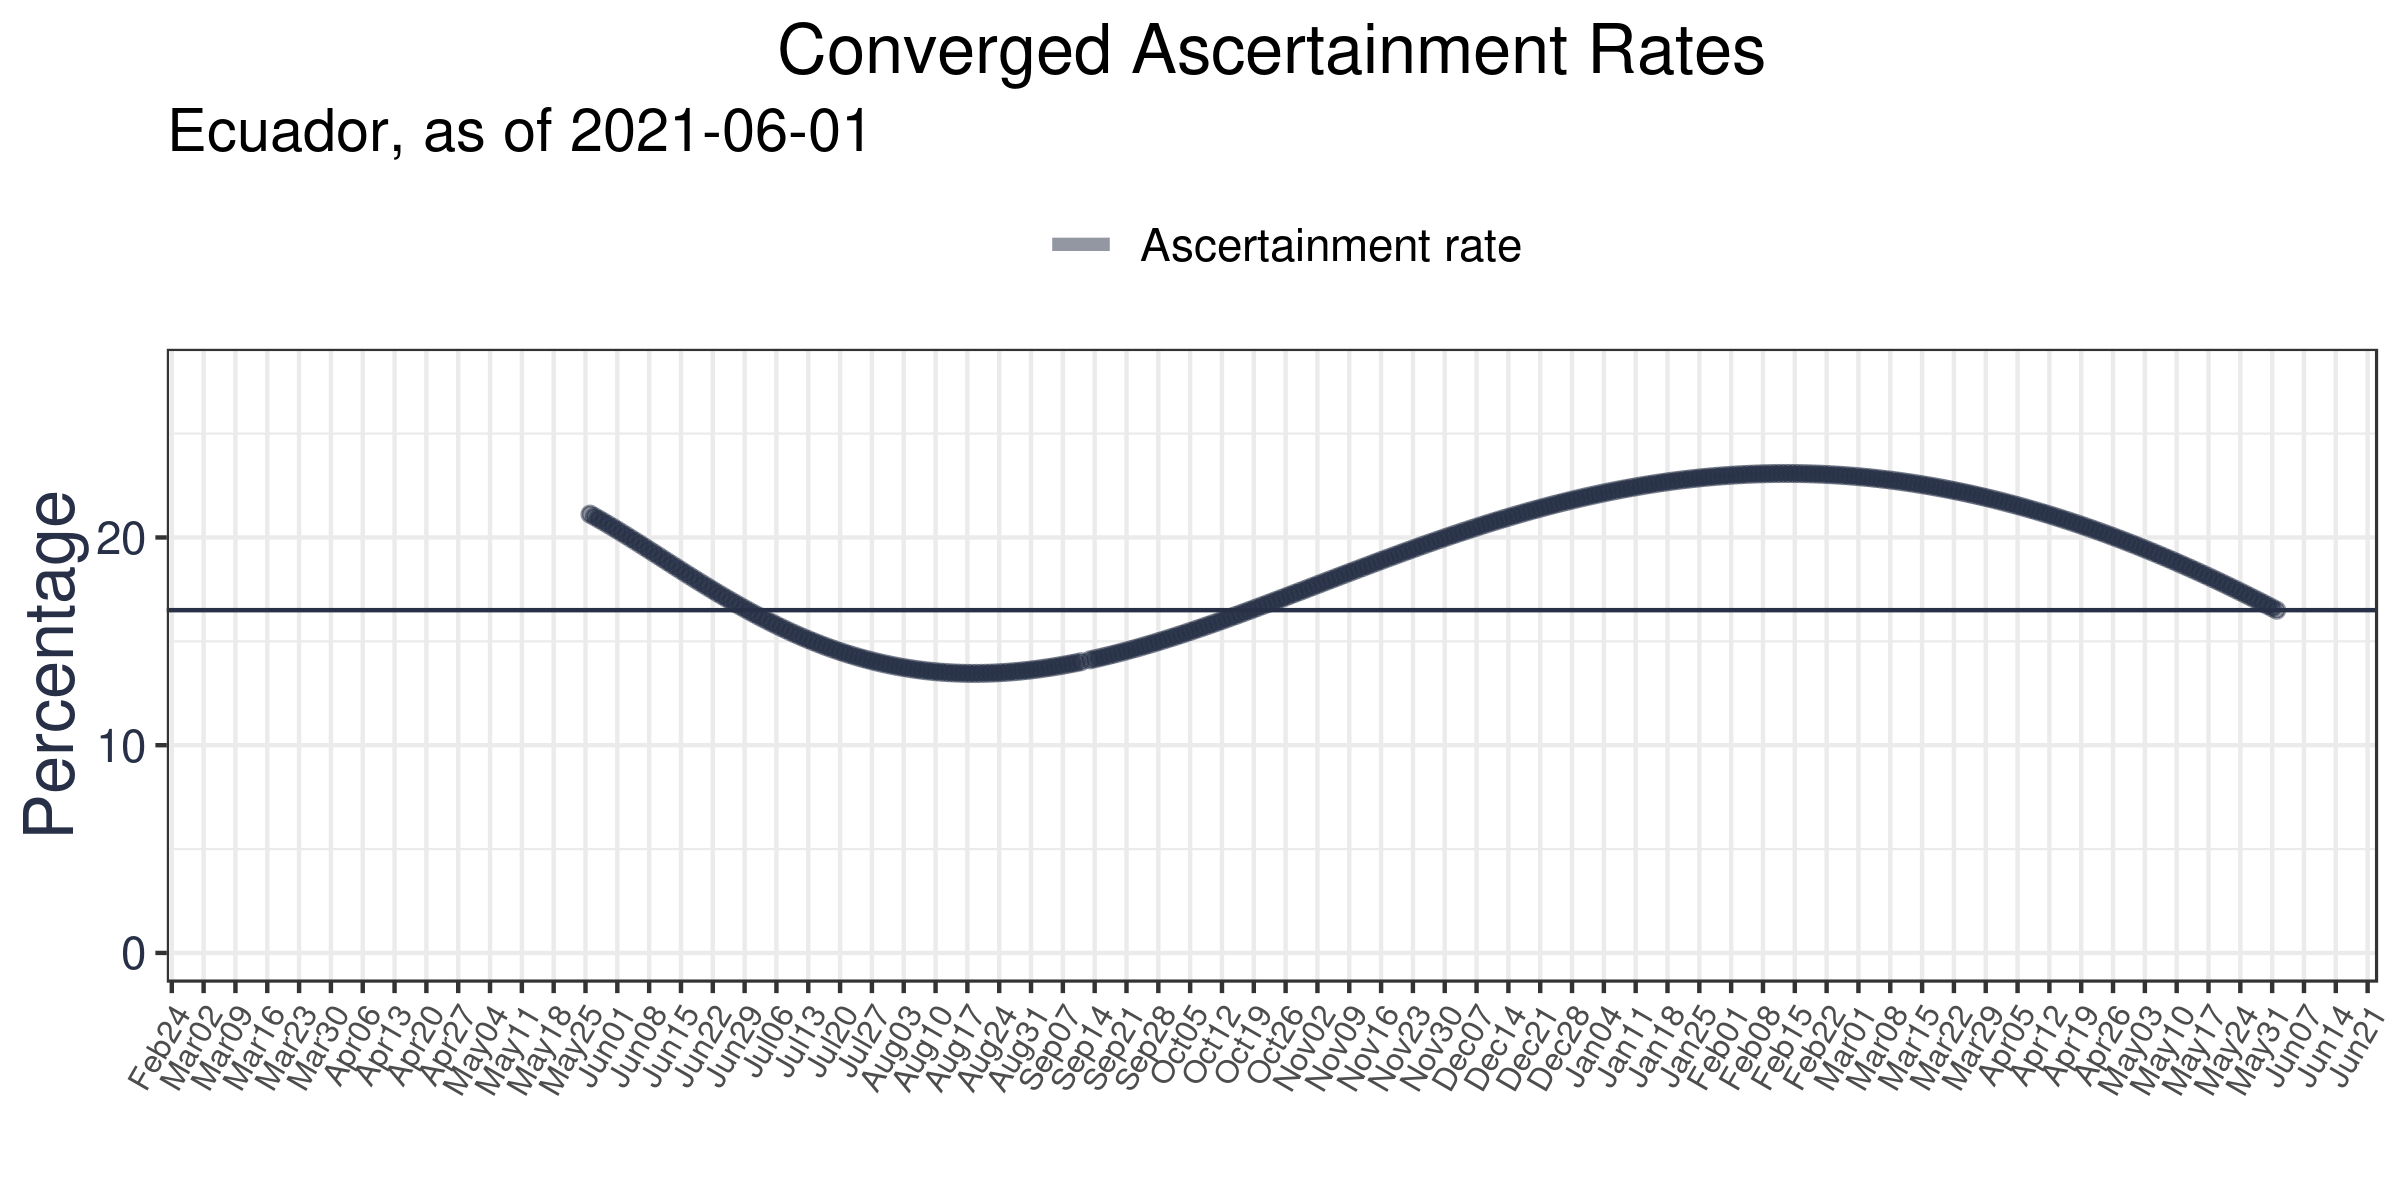 Converged Ascertainment Rates
Ecuador, as of 2021-06-01
Ascertainment rate
Percentage
20
10
0
Feb24
Mar02
Mar09
Mar16
Mar23
Mar30
Apr06
Apr13
Apr20
Apr27
May04
May11
May18
May25
Jun01
Jun08
Jun15
Jun22
Jun29
Jul06
Jul13
Jul20
Jul27
Aug03
Aug10
Aug17
Aug24
Aug31
Sep07
Sep14
Sep21
Sep28
Oct05
Oct12
Oct19
Oct26
Nov02
Nov09
Nov16
Nov23
Nov30
Dec07
Dec14
Dec21
Dec28
Jan04
Jan11
Jan18
Jan25
Feb01
Feb08
Feb15
Feb22
Mar01
Mar08
Mar15
Mar22
Mar29
Apr05
Apr12
Apr19
Apr26
May03
May10
May17
May24
May31
Jun07
Jun14
Jun21